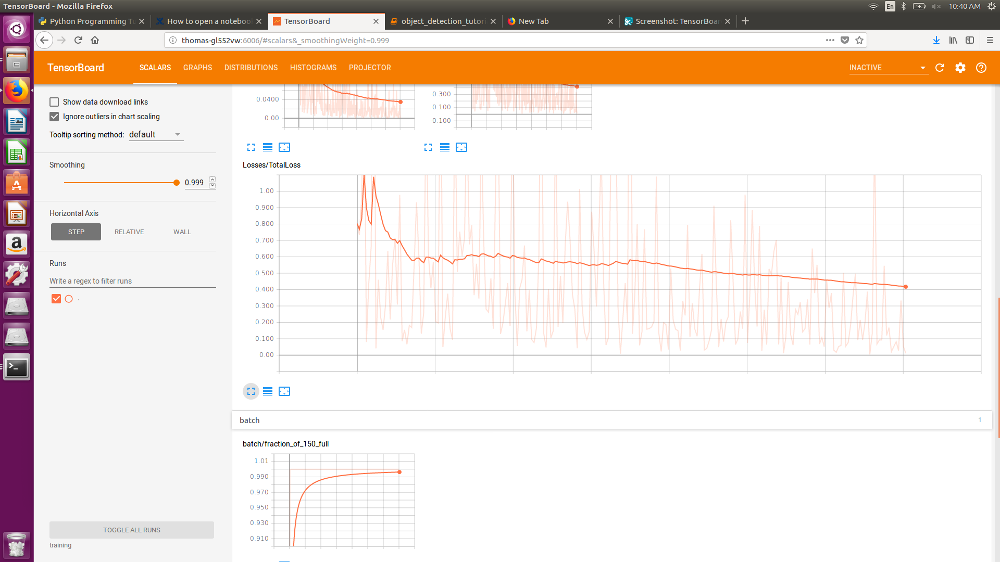 TensorBoard - Mozilla Firefox
En
10:40 AM
Python Programming Tu
How to open a notebook
TensorBoard
object_detection_tutori
New Tab
Screenshot: TensorBoar
thomas-gl552vw:6006/#scalars&_smoothingWeight=0.999
TensorBoard
SCALARS
GRAPHS
DISTRIBUTIONS
HISTOGRAMS
PROJECTOR
INACTIVE
Show data download links
Ignore outliers in chart scaling
Tooltip sorting method: default
Smoothing
0.999
Horizontal Axis
STEP
RELATIVE
WALL
Runs
Write a regex to filter runs
.
TOGGLE ALL RUNS
training
0.0400
0.00
0.300
0.100
-0.100
Losses/TotalLoss
1.00
0.900
0.800
0.700
0.600
0.500
0.400
0.300
0.200
0.100
0.00
batch
1
batch/fraction_of_150_full
1.01
0.990
0.970
0.950
0.930
0.910